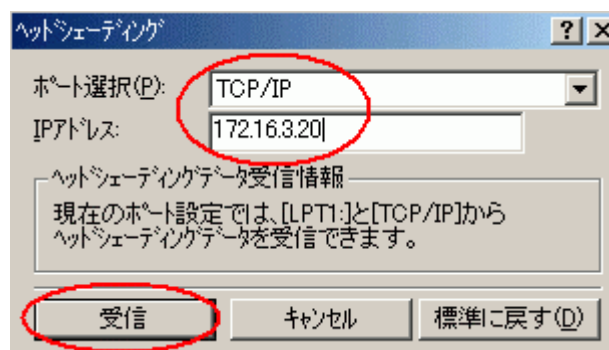 ﾍｯﾄﾞｼｪｰﾃﾞｨﾝｸﾞ
ﾎﾟｰﾄ選択(P):
TCP/IP
IPｱﾄﾞﾚｽ:
172.16.3.20
ﾍｯﾄﾞｼｪｰﾃﾞｨﾝｸﾞﾃﾞｰﾀ受信情報
現在のﾎﾟｰﾄ設定では、[LPT1:]と[TCP/IP]から
ﾍｯﾄﾞｼｪｰﾃﾞｨﾝｸﾞﾃﾞｰﾀを受信できます。
受信
ｷｬﾝｾﾙ
標準に戻す(D)